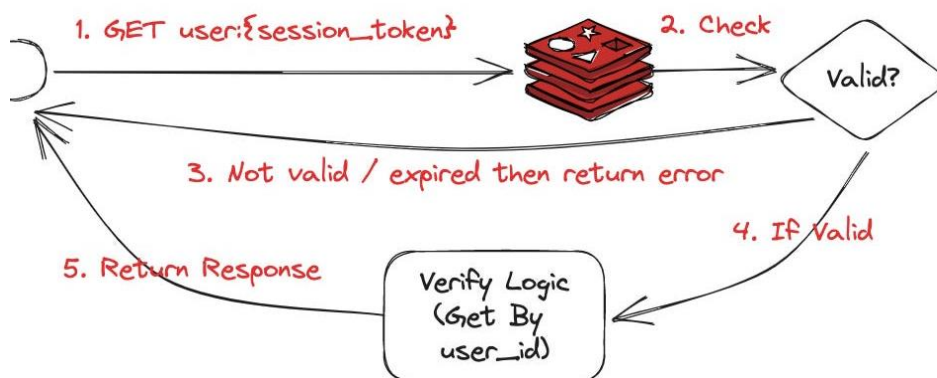 1. GET user:{session_token}
2. Check
Valid?
3. Not valid / expired then return error
4. If Valid
5. Return Response
Verify Logic
(Get By
user_id)